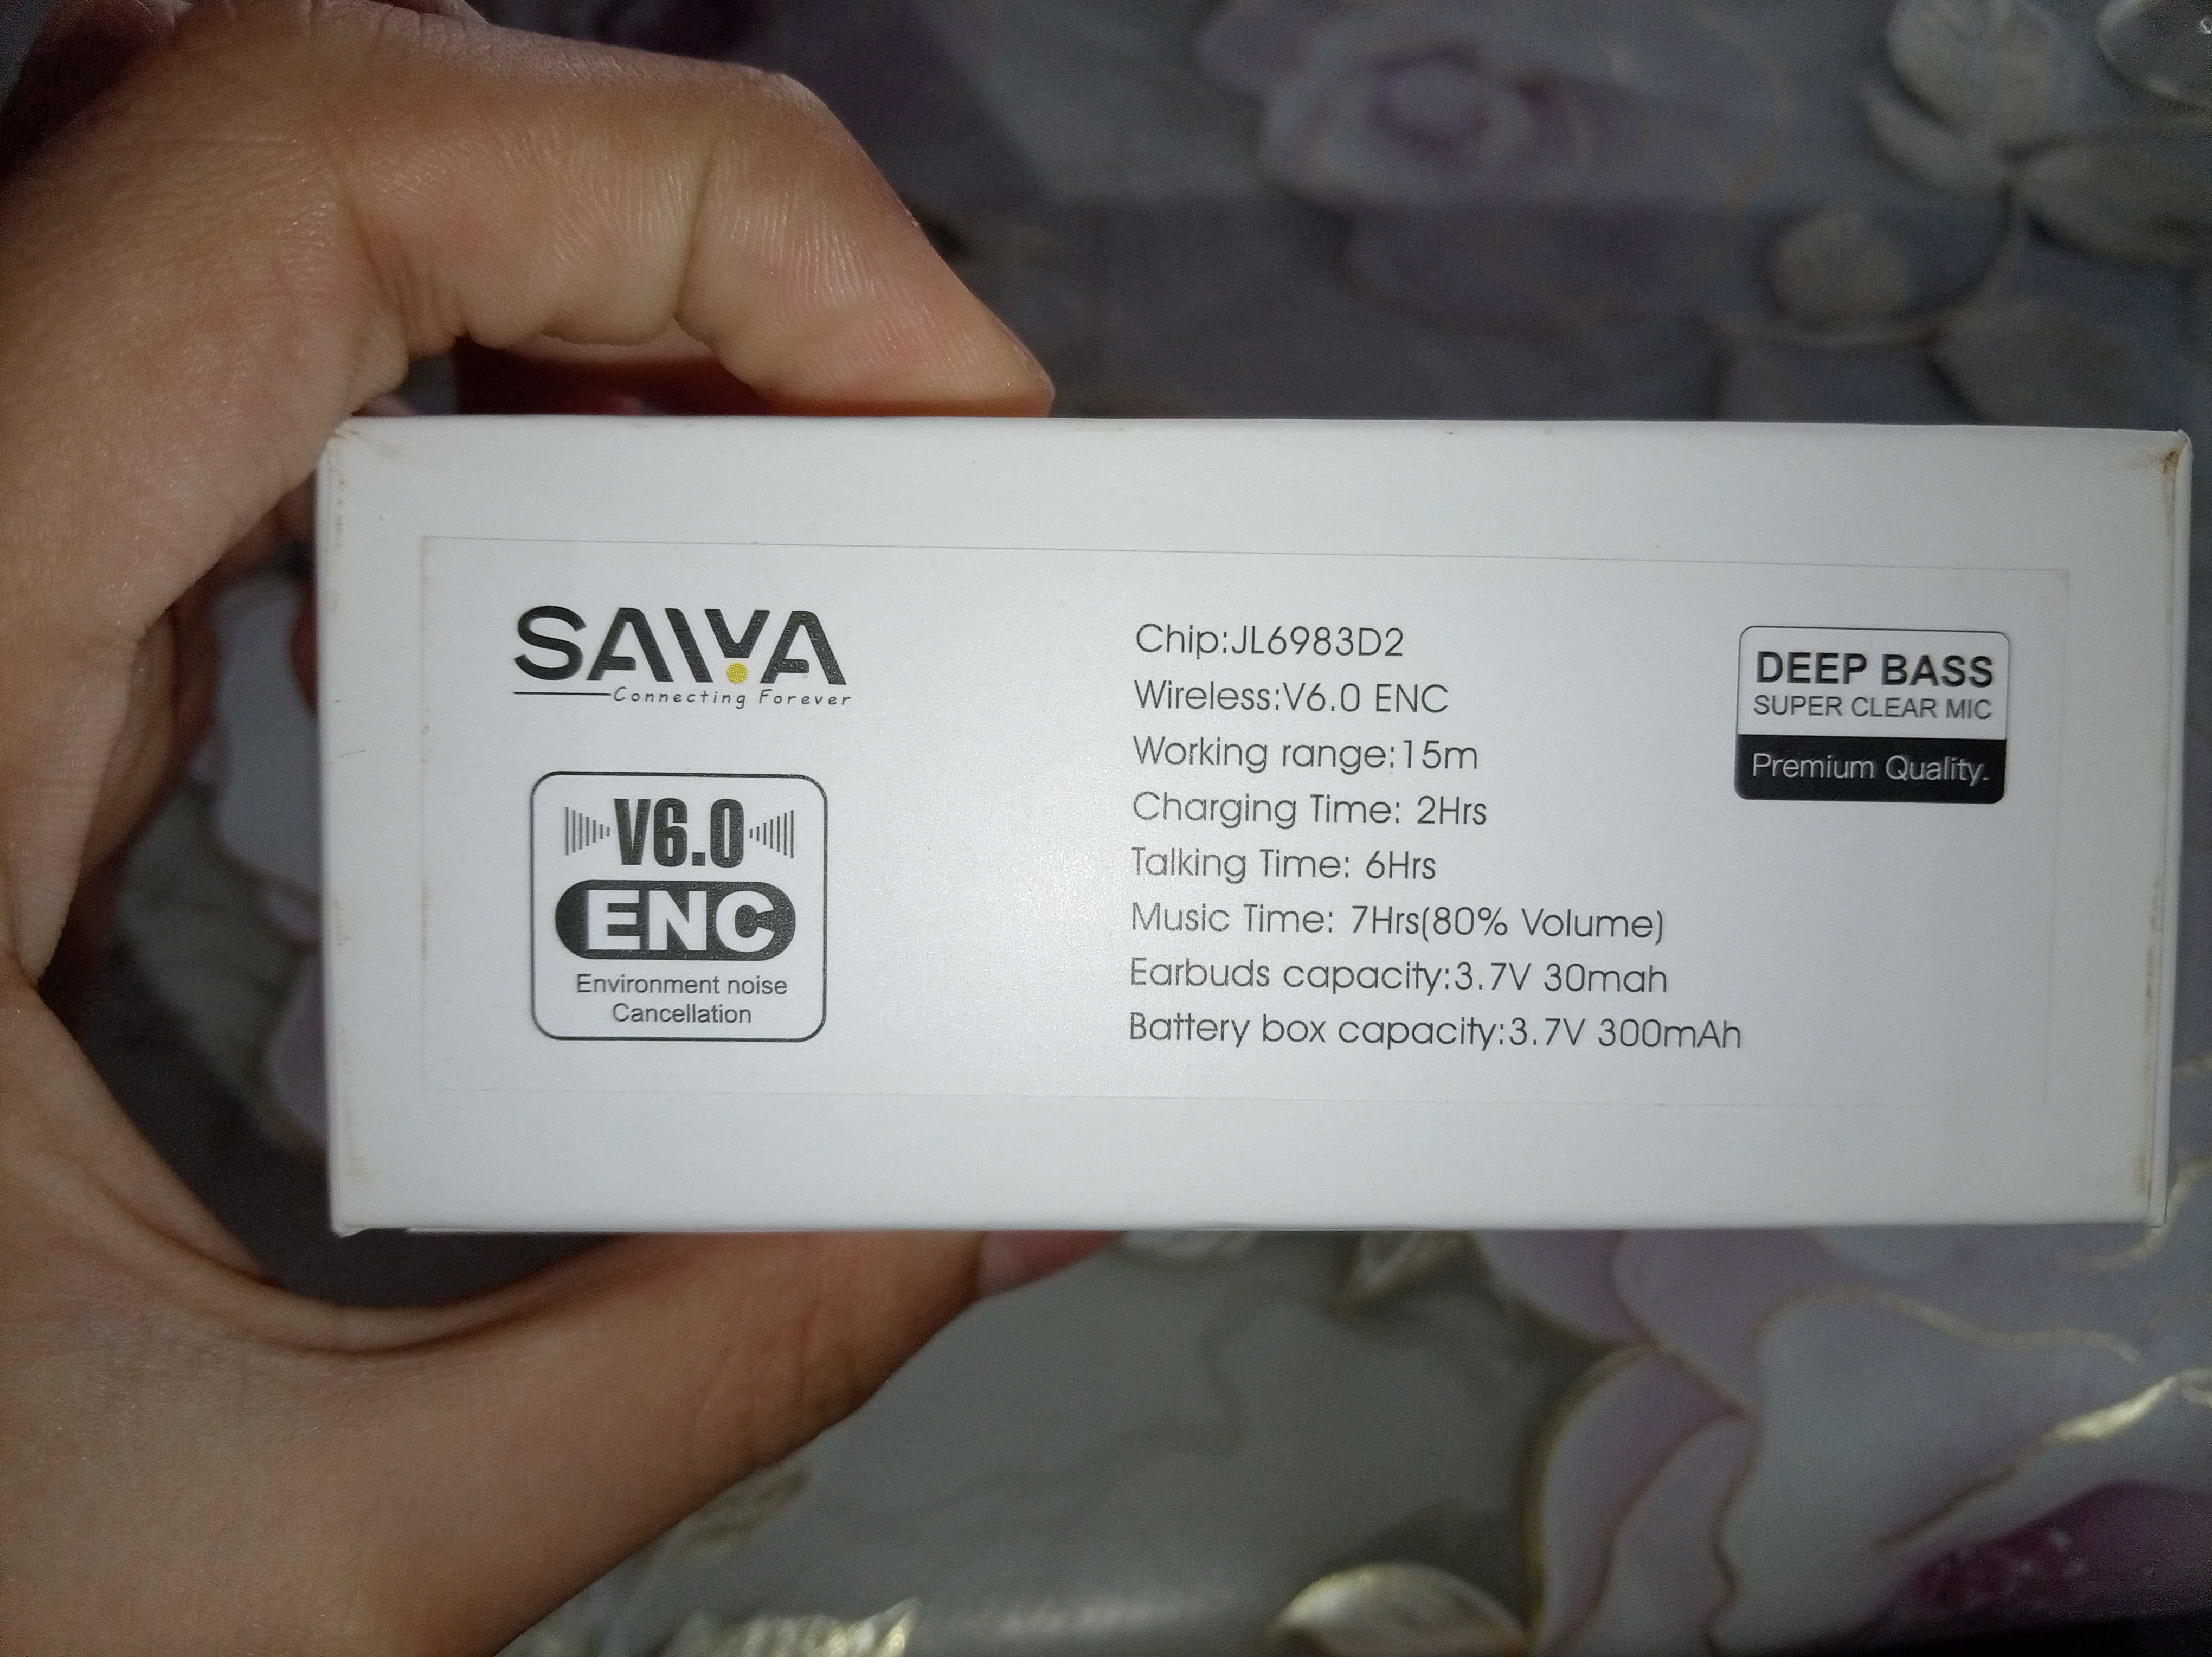 SAIYA
Connecting Forever
V6.0
ENC
Environment noise
Cancellation
Chip:JL6983D2
Wireless:V6.0 ENC
Working range:15m
Charging Time: 2Hrs
Talking Time: 6Hrs
Music Time: 7Hrs(80% Volume)
Earbuds capacity:3.7V 30mah
Battery box capacity:3.7V 300mAh
DEEP BASS
SUPER CLEAR MIC
Premium Quality.